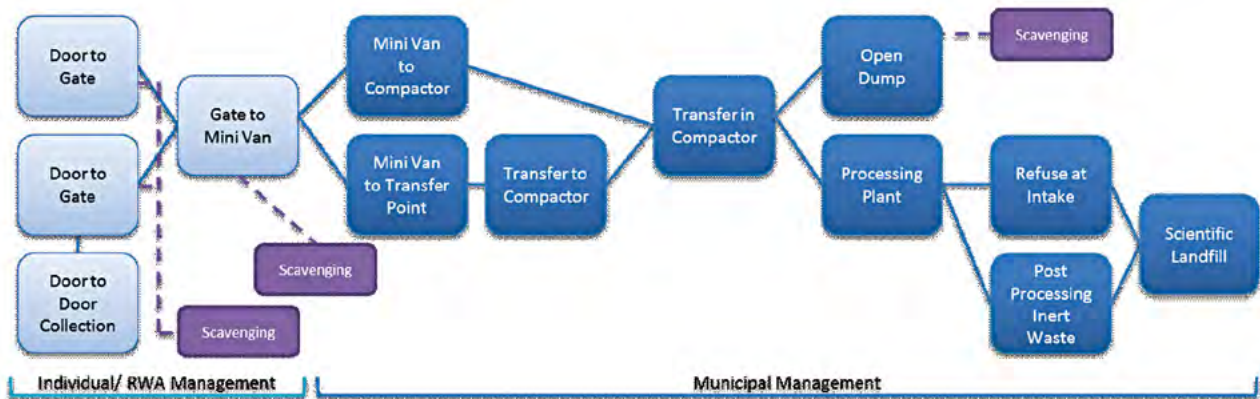 Door to
Gate
Door to
Gate
Door to
Door
Collection
Gate to
Mini Van
Scavenging
Scavenging
Mini Van
to
Compactor
Mini Van
to Transfer
Point
Transfer to
Compactor
Transfer in
Compactor
Open
Dump
Scavenging
Processing
Plant
Refuse at
Intake
Post
Processing
Inert
Waste
Scientific
Landfill
Individual/ RWA Management
Municipal Management